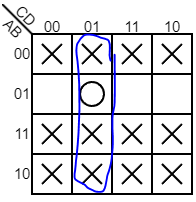 CD
AB
00 01 11 10
00 X X X X
01 O
11 X X X X
10 X X X X